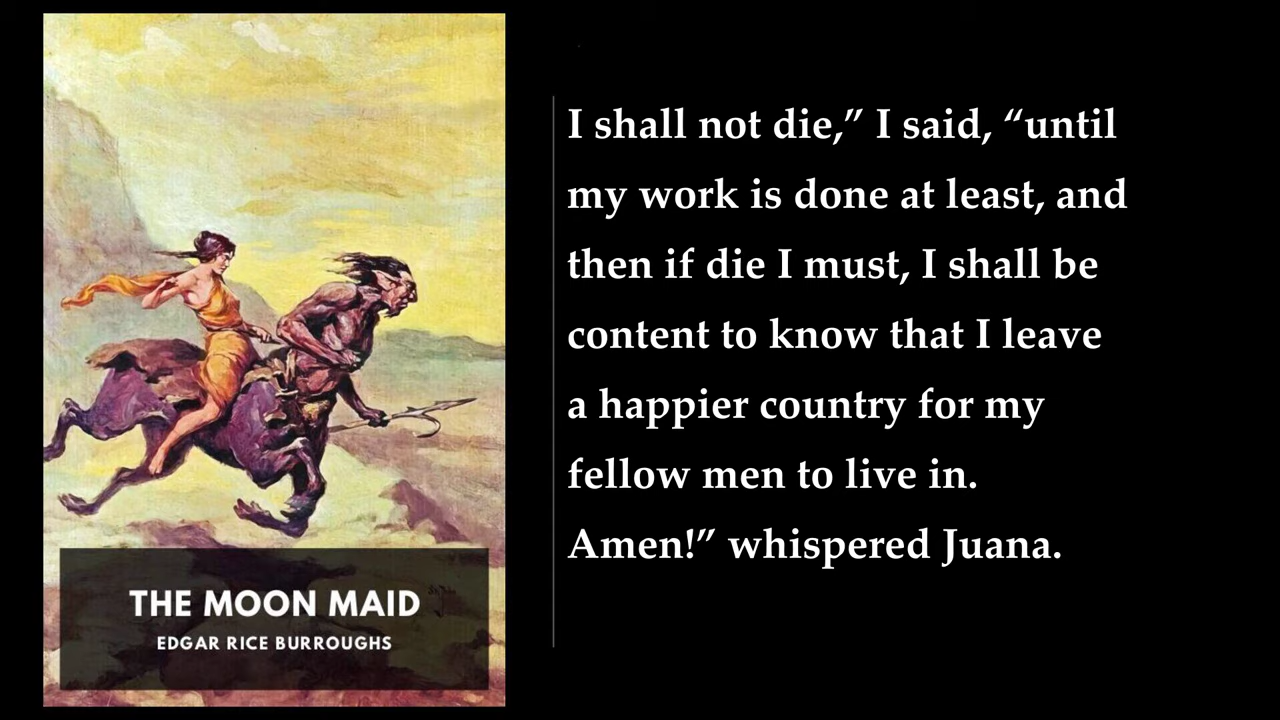 I shall not die,” I said, “until
my work is done at least, and
then if die I must, I shall be
content to know that I leave
a happier country for my
fellow men to live in.
Amen!” whispered Juana.
THE MOON MAID
EDGAR RICE BURROUGHS